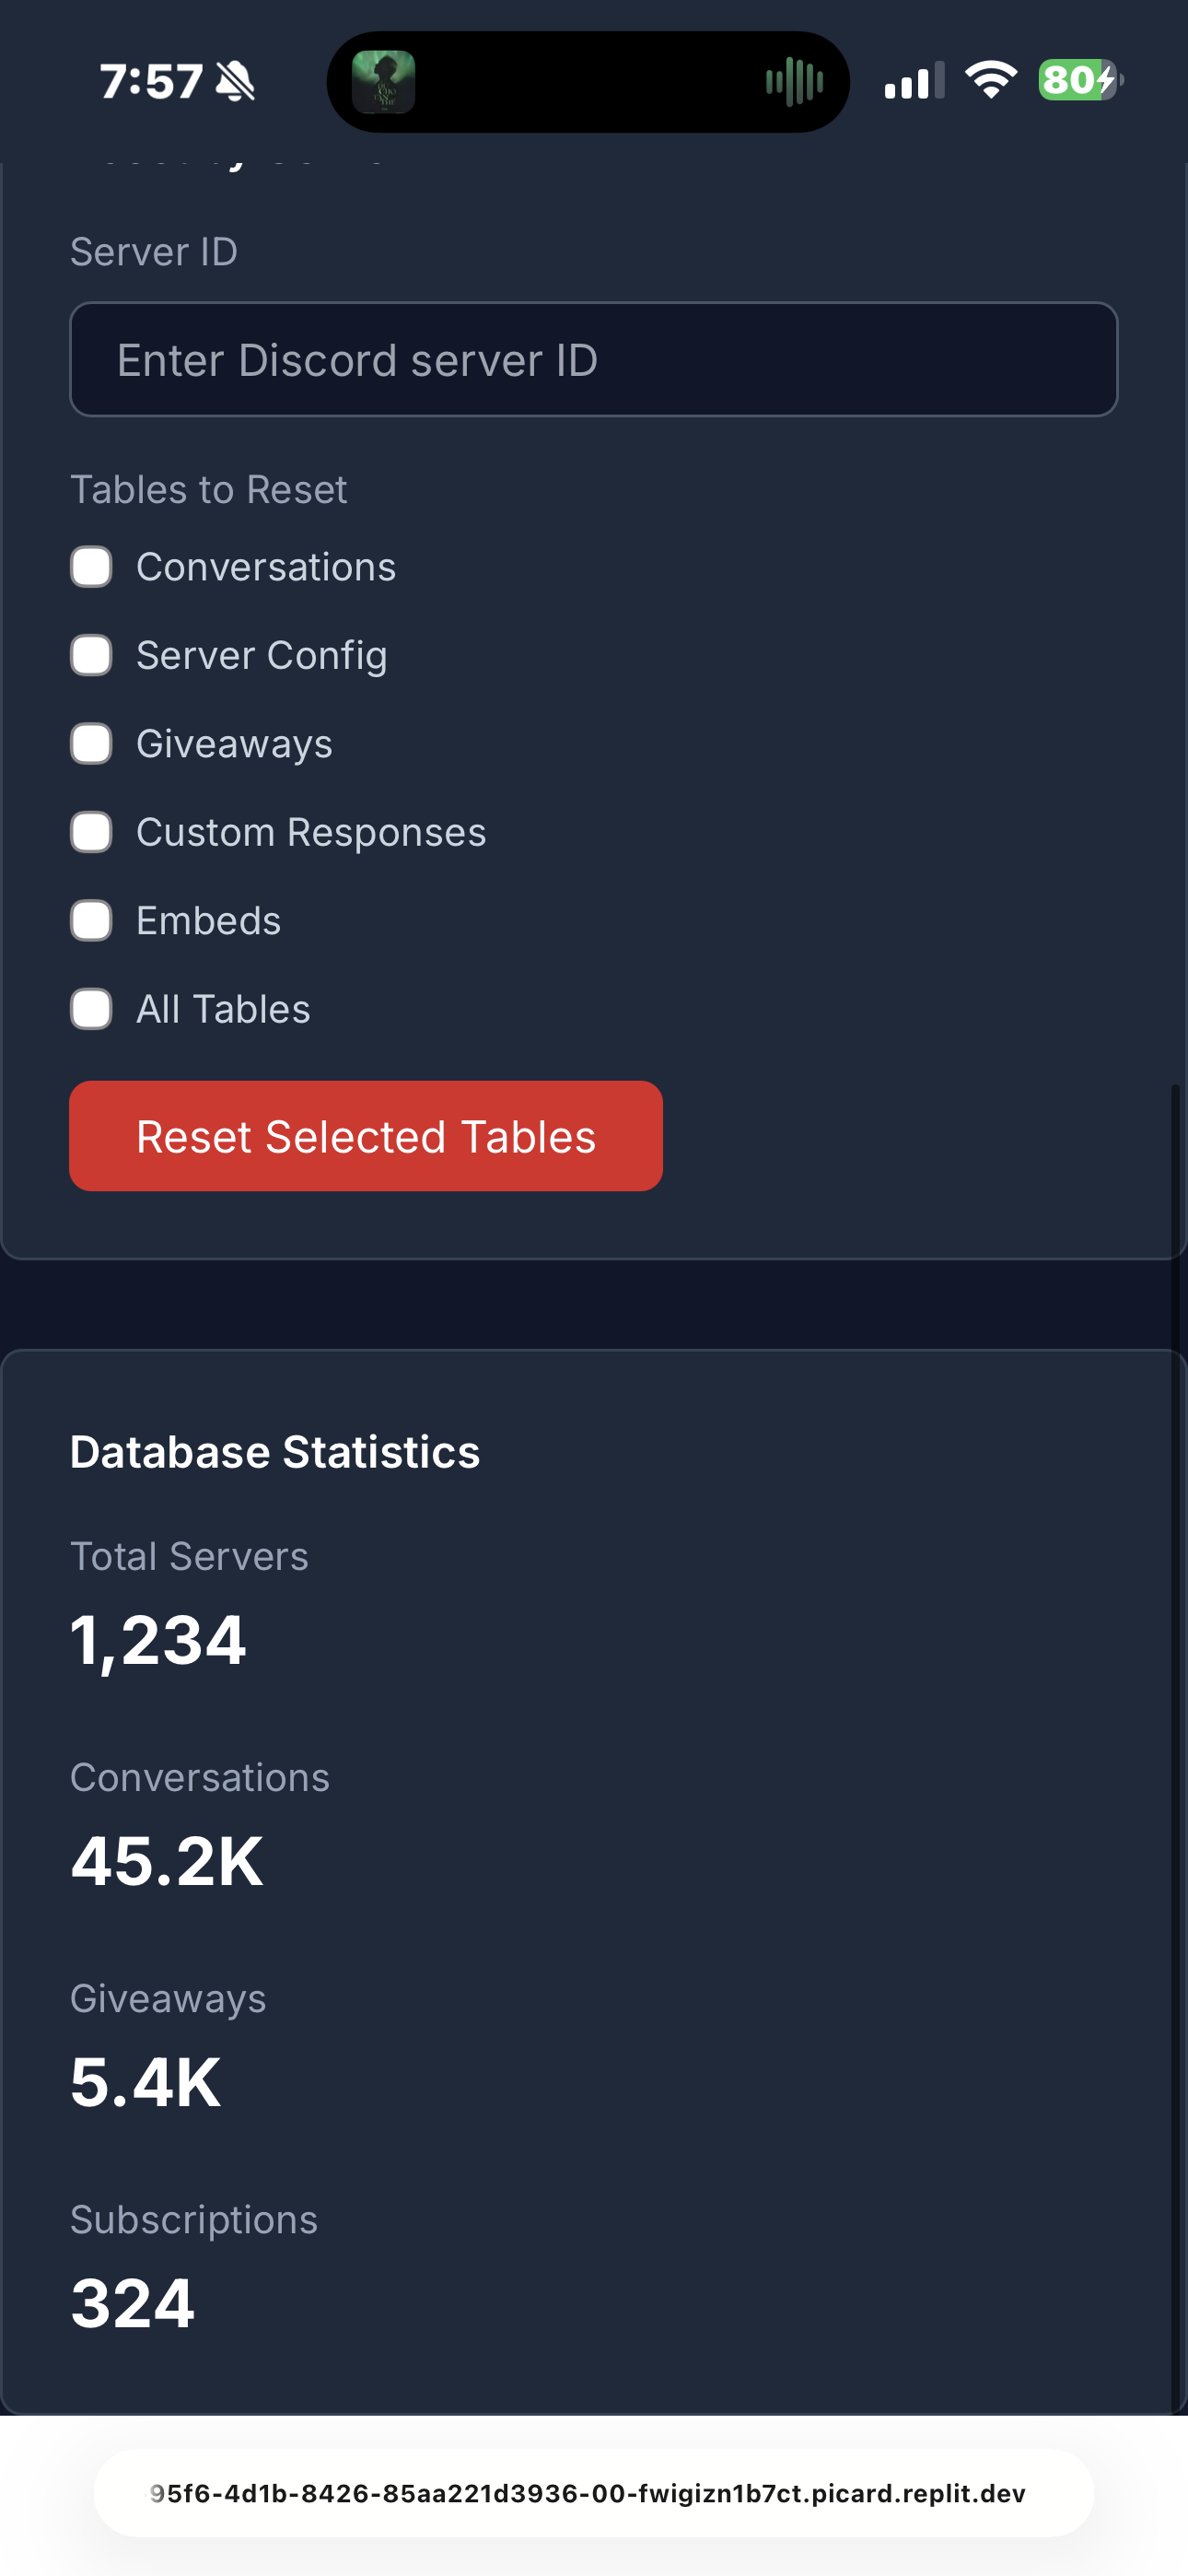 7:57
80
Server ID
Enter Discord server ID
Tables to Reset
Conversations
Server Config
Giveaways
Custom Responses
Embeds
All Tables
Reset Selected Tables
Database Statistics
Total Servers
1,234
Conversations
45.2K
Giveaways
5.4K
Subscriptions
324
95f6-4d1b-8426-85aa221d3936-00-fwigizn1b7ct.picard.replit.dev